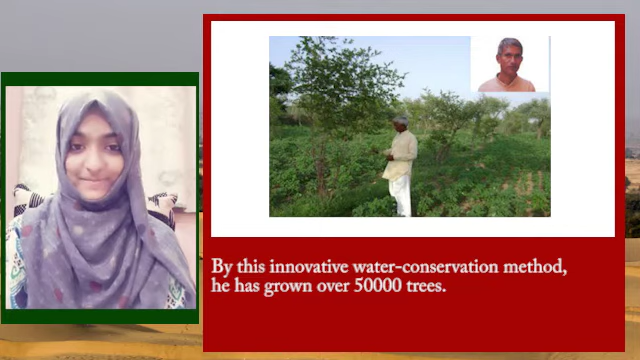 By this innovative water-conservation method,
he has grown over 50000 trees.